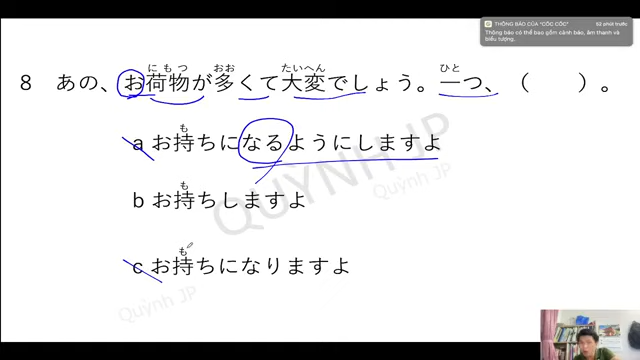 THÔNG BÁO CỦA "CỐC CỐC"
52 phút trước
Thông báo có thể bao gồm cảnh báo, âm thanh và biểu tượng.
にもつ おお たいへん ひと
8 あの、お荷物が多くて大変でしょう。一つ、（ ）。
も
a お持ちになるようにしますよ
も
b お持ちしますよ
も
c お持ちになりますよ
QUỲNH JP
Quỳnh JP
Quỳnh JP